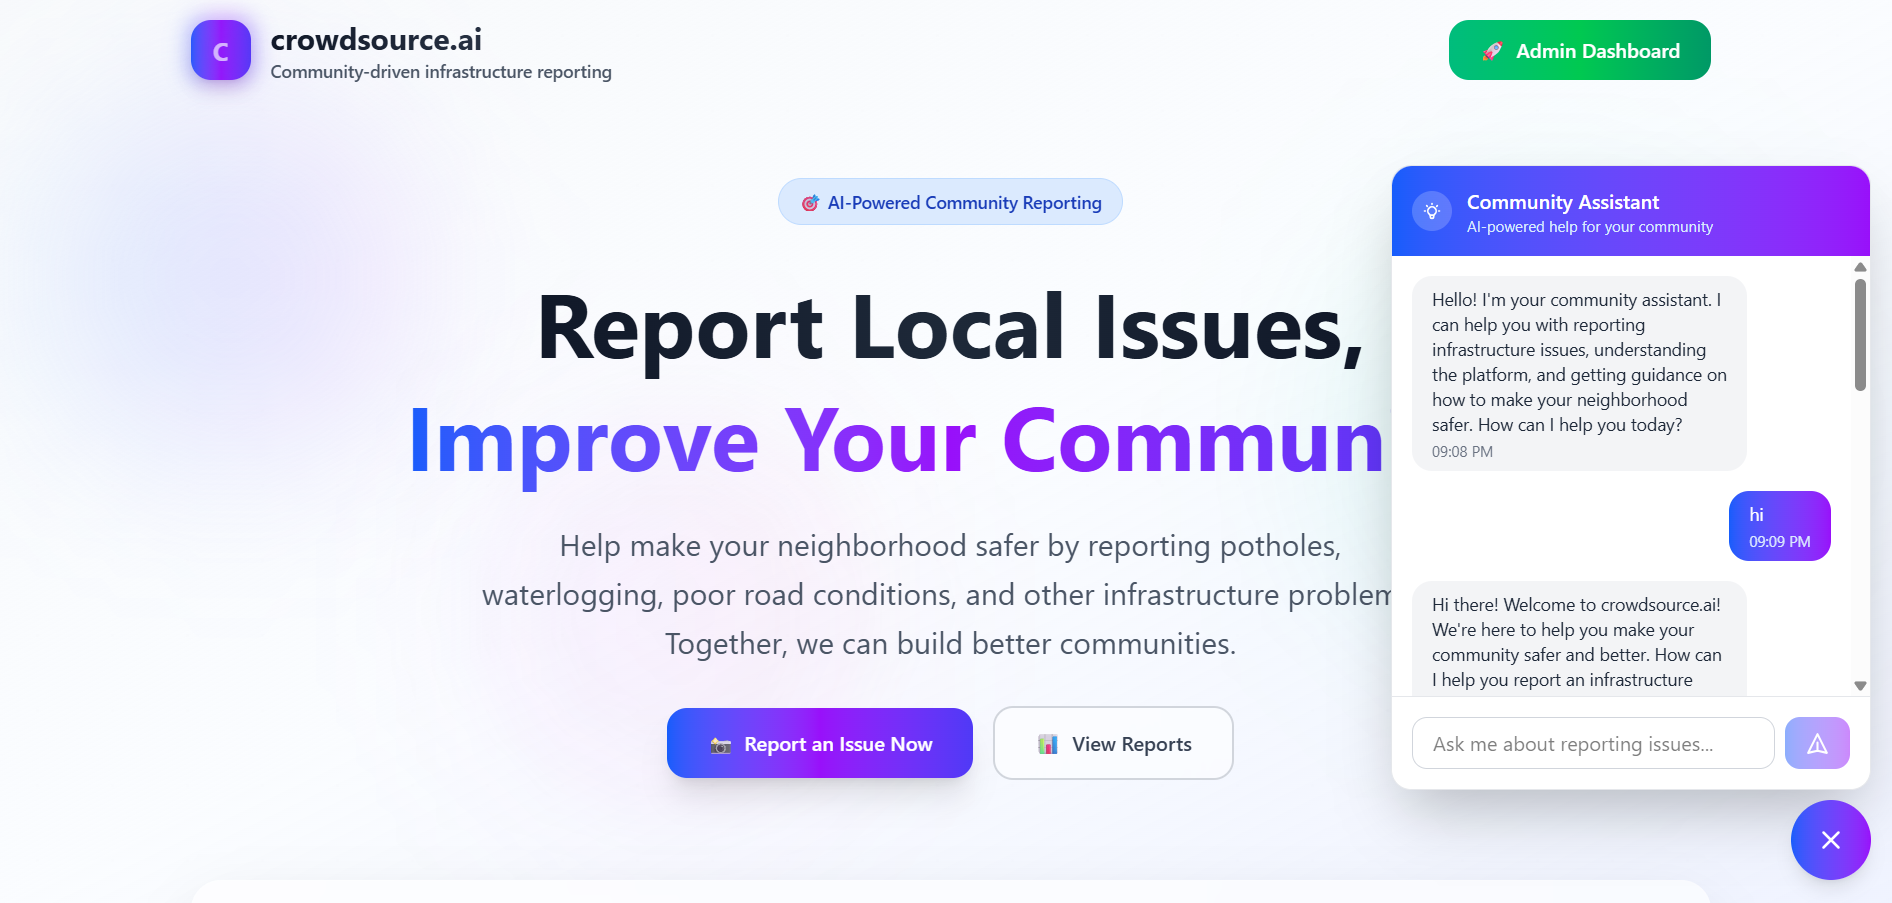 C
crowdsource.ai
Community-driven infrastructure reporting
🚀 Admin Dashboard
🎯 AI-Powered Community Reporting
Report Local Issues,
Improve Your Commun
Help make your neighborhood safer by reporting potholes,
waterlogging, poor road conditions, and other infrastructure problem
Together, we can build better communities.
📸 Report an Issue Now
📊 View Reports
Community Assistant
AI-powered help for your community
Hello! I'm your community assistant. I
can help you with reporting
infrastructure issues, understanding
the platform, and getting guidance on
how to make your neighborhood
safer. How can I help you today?
09:08 PM
hi
09:09 PM
Hi there! Welcome to crowdsource.ai!
We're here to help you make your
community safer and better. How can
I help you report an infrastructure
Ask me about reporting issues...